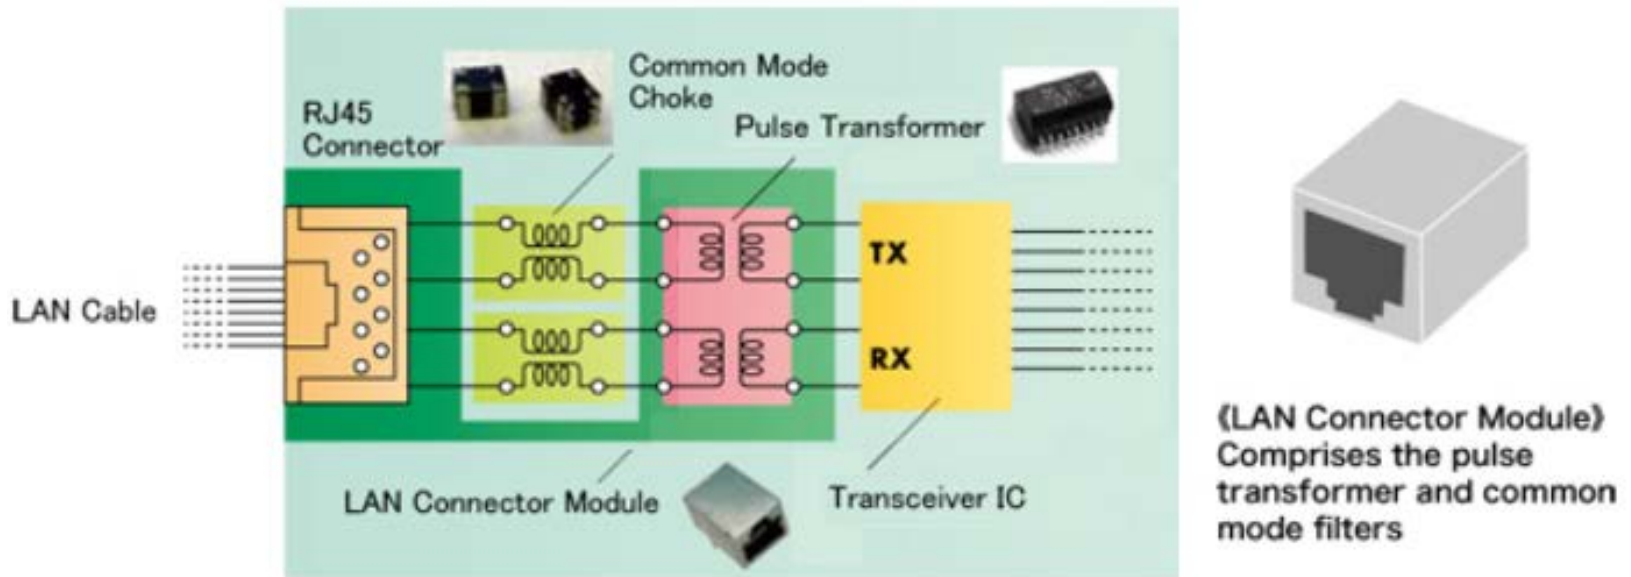 Common Mode
Choke
RJ45
Connector
Pulse Transformer
TX
LAN Cable
RX
LAN Connector Module
Transceiver IC
《LAN Connector Module》
Comprises the pulse
transformer and common
mode filters